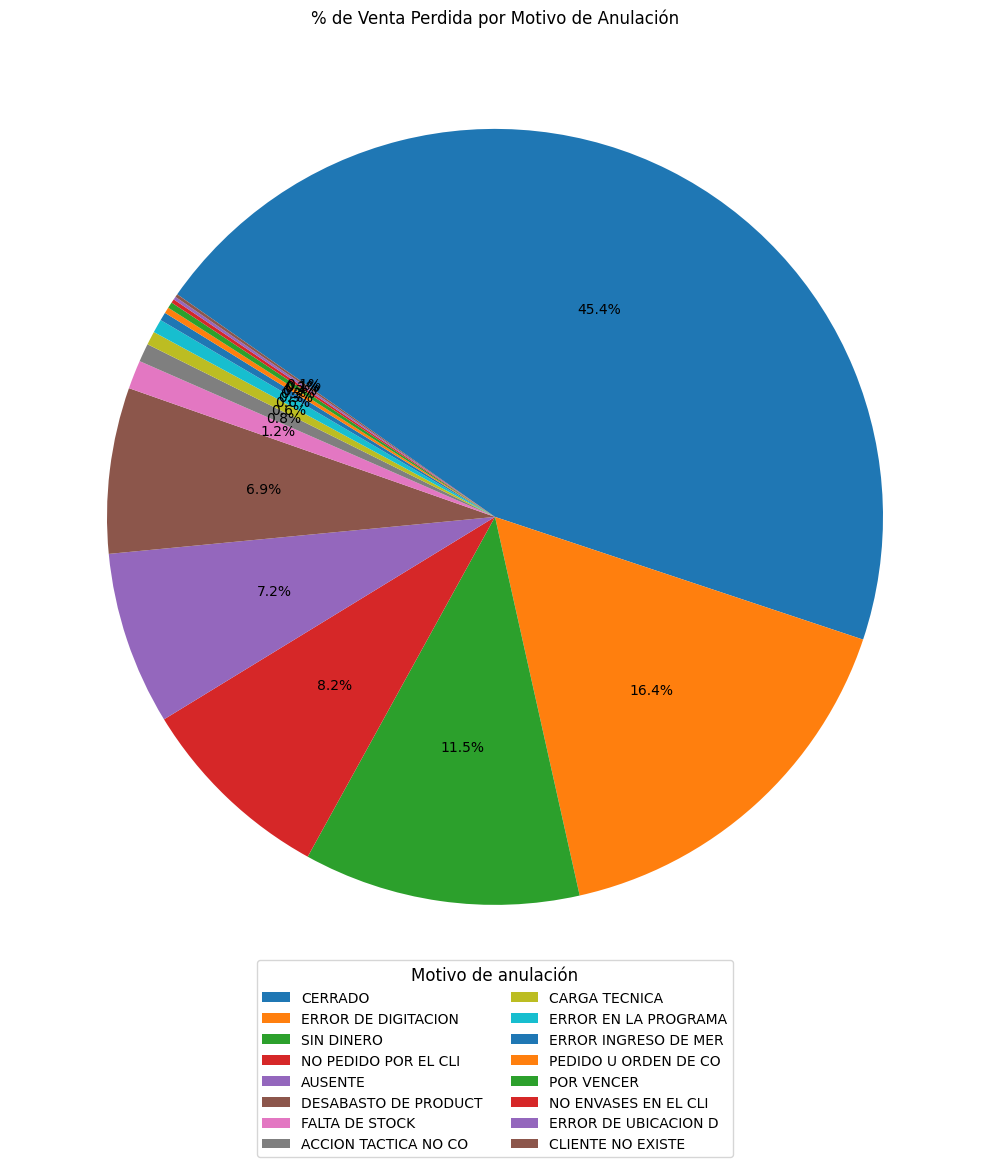 % de Venta Perdida por Motivo de Anulación
45.4%
16.4%
11.5%
8.2%
7.2%
6.9%
1.2%
0.8%
0.6%
Motivo de anulación
CERRADO
ERROR DE DIGITACION
SIN DINERO
NO PEDIDO POR EL CLI
AUSENTE
DESABASTO DE PRODUCT
FALTA DE STOCK
ACCION TACTICA NO CO
CARGA TECNICA
ERROR EN LA PROGRAMA
ERROR INGRESO DE MER
PEDIDO U ORDEN DE CO
POR VENCER
NO ENVASES EN EL CLI
ERROR DE UBICACION D
CLIENTE NO EXISTE